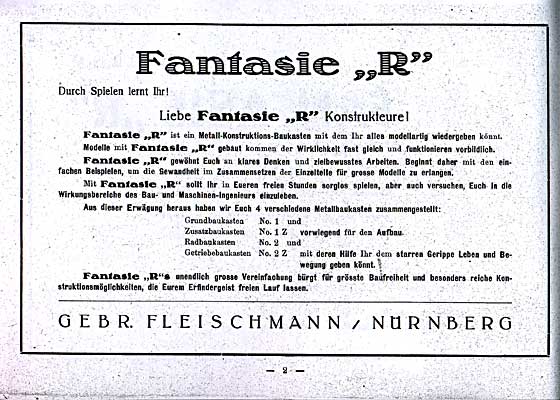 Fantasie „R”
Durch Spielen lernt Ihr!
Liebe Fantasie „R” Konstrukteure!
Fantasie „R” ist ein Metall-Konstruktions-Baukasten mit dem Ihr alles modellartig wiedergeben könnt.
Modelle mit Fantasie „R” gebaut kommen der Wirklichkeit fast gleich und funktionieren vorbildlich.
Fantasie „R” gewöhnt Euch an klares Denken und zielbewusstes Arbeiten. Beginnt daher mit den ein-
fachen Beispielen, um die Gewandheit im Zusammensetzen der Einzelteile für grosse Modelle zu erlangen.
Mit Fantasie „R” sollt Ihr in Eueren freien Stunden sorglos spielen, aber auch versuchen, Euch in die
Wirkungsbereiche des Bau- und Maschinen-Ingenieurs einzuleben.
Aus dieser Erwägung heraus haben wir Euch 4 verschiedene Metallbaukasten zusammengestellt:
Grundbaukasten No. 1 und
Zusatzbaukasten No. 1 Z vorwiegend für den Aufbau.
Radbaukasten No. 2 und
Getriebebaukasten No. 2 Z mit deren Hilfe Ihr dem starren Gerippe Leben und Be-
wegung geben könnt.
Fantasie „R”s unendlich grosse Vereinfachung bürgt für grösste Baufreiheit und besonders reiche Kon-
struktionsmöglichkeiten, die Eurem Erfindergeist freien Lauf lassen.
GEBR. FLEISCHMANN / NÜRNBERG
— 2 —